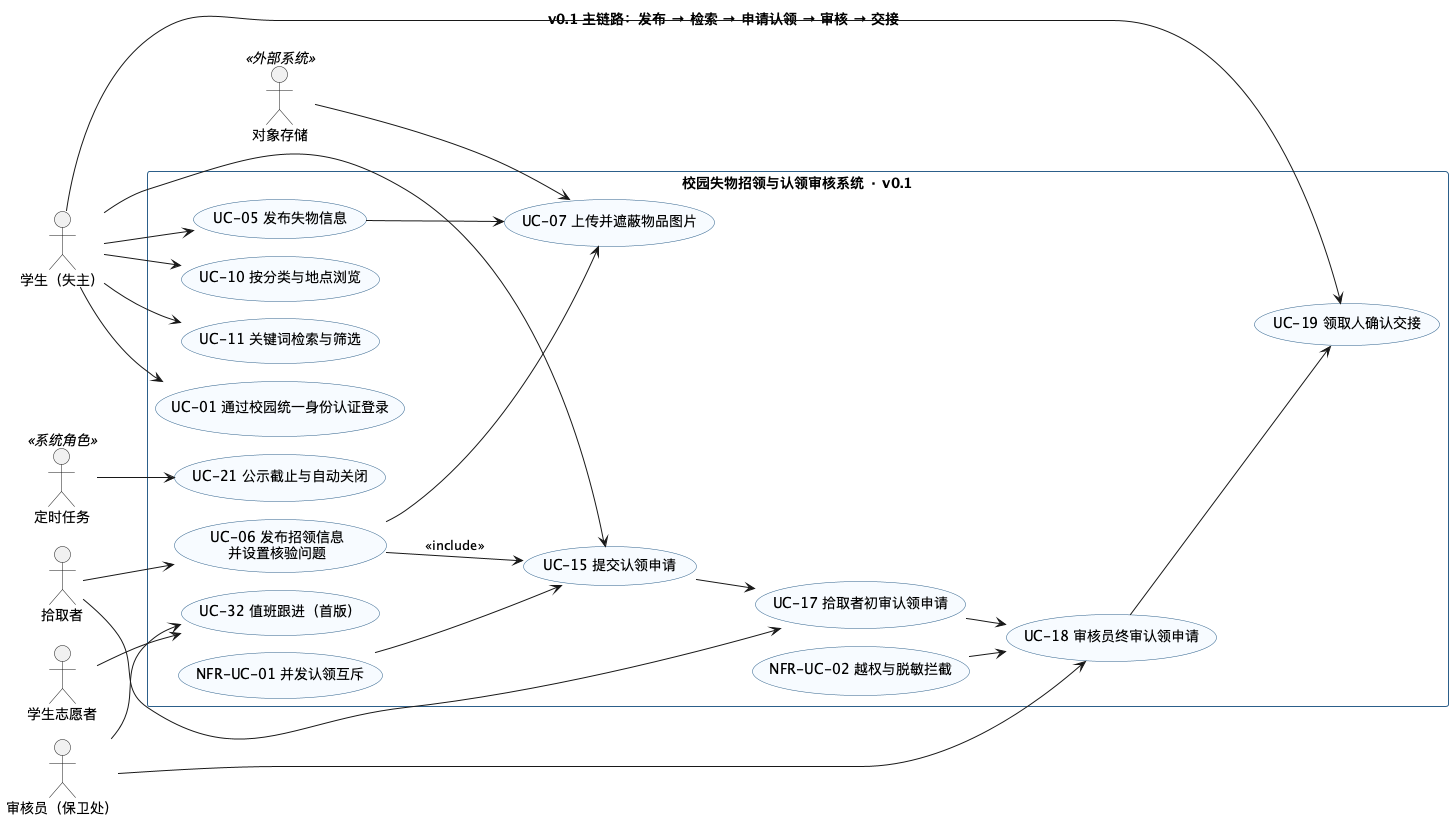 v0.1 主链路：发布 → 检索 → 申请认领 → 审核 → 交接
«外部系统»
对象存储
校园失物招领与认领审核系统 · v0.1
UC-05 发布失物信息
UC-07 上传并遮蔽物品图片
学生（失主）
UC-10 按分类与地点浏览
UC-11 关键词检索与筛选
UC-19 领取人确认交接
UC-01 通过校园统一身份认证登录
«系统角色»
定时任务
UC-21 公示截止与自动关闭
UC-06 发布招领信息
并设置核验问题
«include»
UC-15 提交认领申请
拾取者
UC-32 值班跟进（首版）
UC-17 拾取者初审认领申请
UC-18 审核员终审认领申请
NFR-UC-01 并发认领互斥
NFR-UC-02 越权与脱敏拦截
学生志愿者
审核员（保卫处）